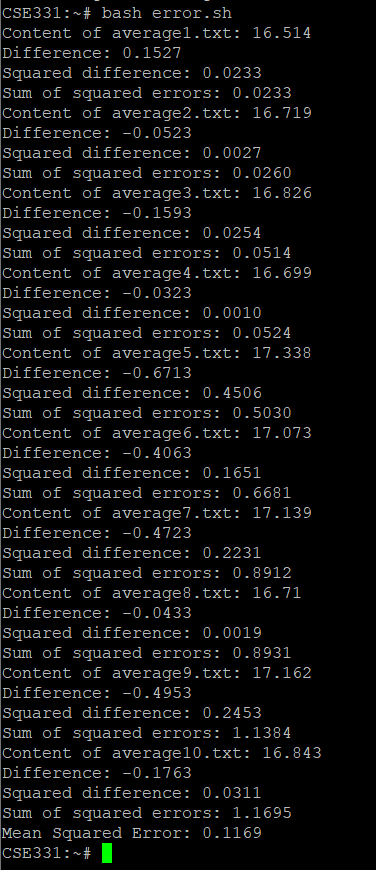 CSE331:~# bash error.sh
Content of average1.txt: 16.514
Difference: 0.1527
Squared difference: 0.0233
Sum of squared errors: 0.0233
Content of average2.txt: 16.719
Difference: -0.0523
Squared difference: 0.0027
Sum of squared errors: 0.0260
Content of average3.txt: 16.826
Difference: -0.1593
Squared difference: 0.0254
Sum of squared errors: 0.0514
Content of average4.txt: 16.699
Difference: -0.0323
Squared difference: 0.0010
Sum of squared errors: 0.0524
Content of average5.txt: 17.338
Difference: -0.6713
Squared difference: 0.4506
Sum of squared errors: 0.5030
Content of average6.txt: 17.073
Difference: -0.4063
Squared difference: 0.1651
Sum of squared errors: 0.6681
Content of average7.txt: 17.139
Difference: -0.4723
Squared difference: 0.2231
Sum of squared errors: 0.8912
Content of average8.txt: 16.71
Difference: -0.0433
Squared difference: 0.0019
Sum of squared errors: 0.8931
Content of average9.txt: 17.162
Difference: -0.4953
Squared difference: 0.2453
Sum of squared errors: 1.1384
Content of average10.txt: 16.843
Difference: -0.1763
Squared difference: 0.0311
Sum of squared errors: 1.1695
Mean Squared Error: 0.1169
CSE331:~#